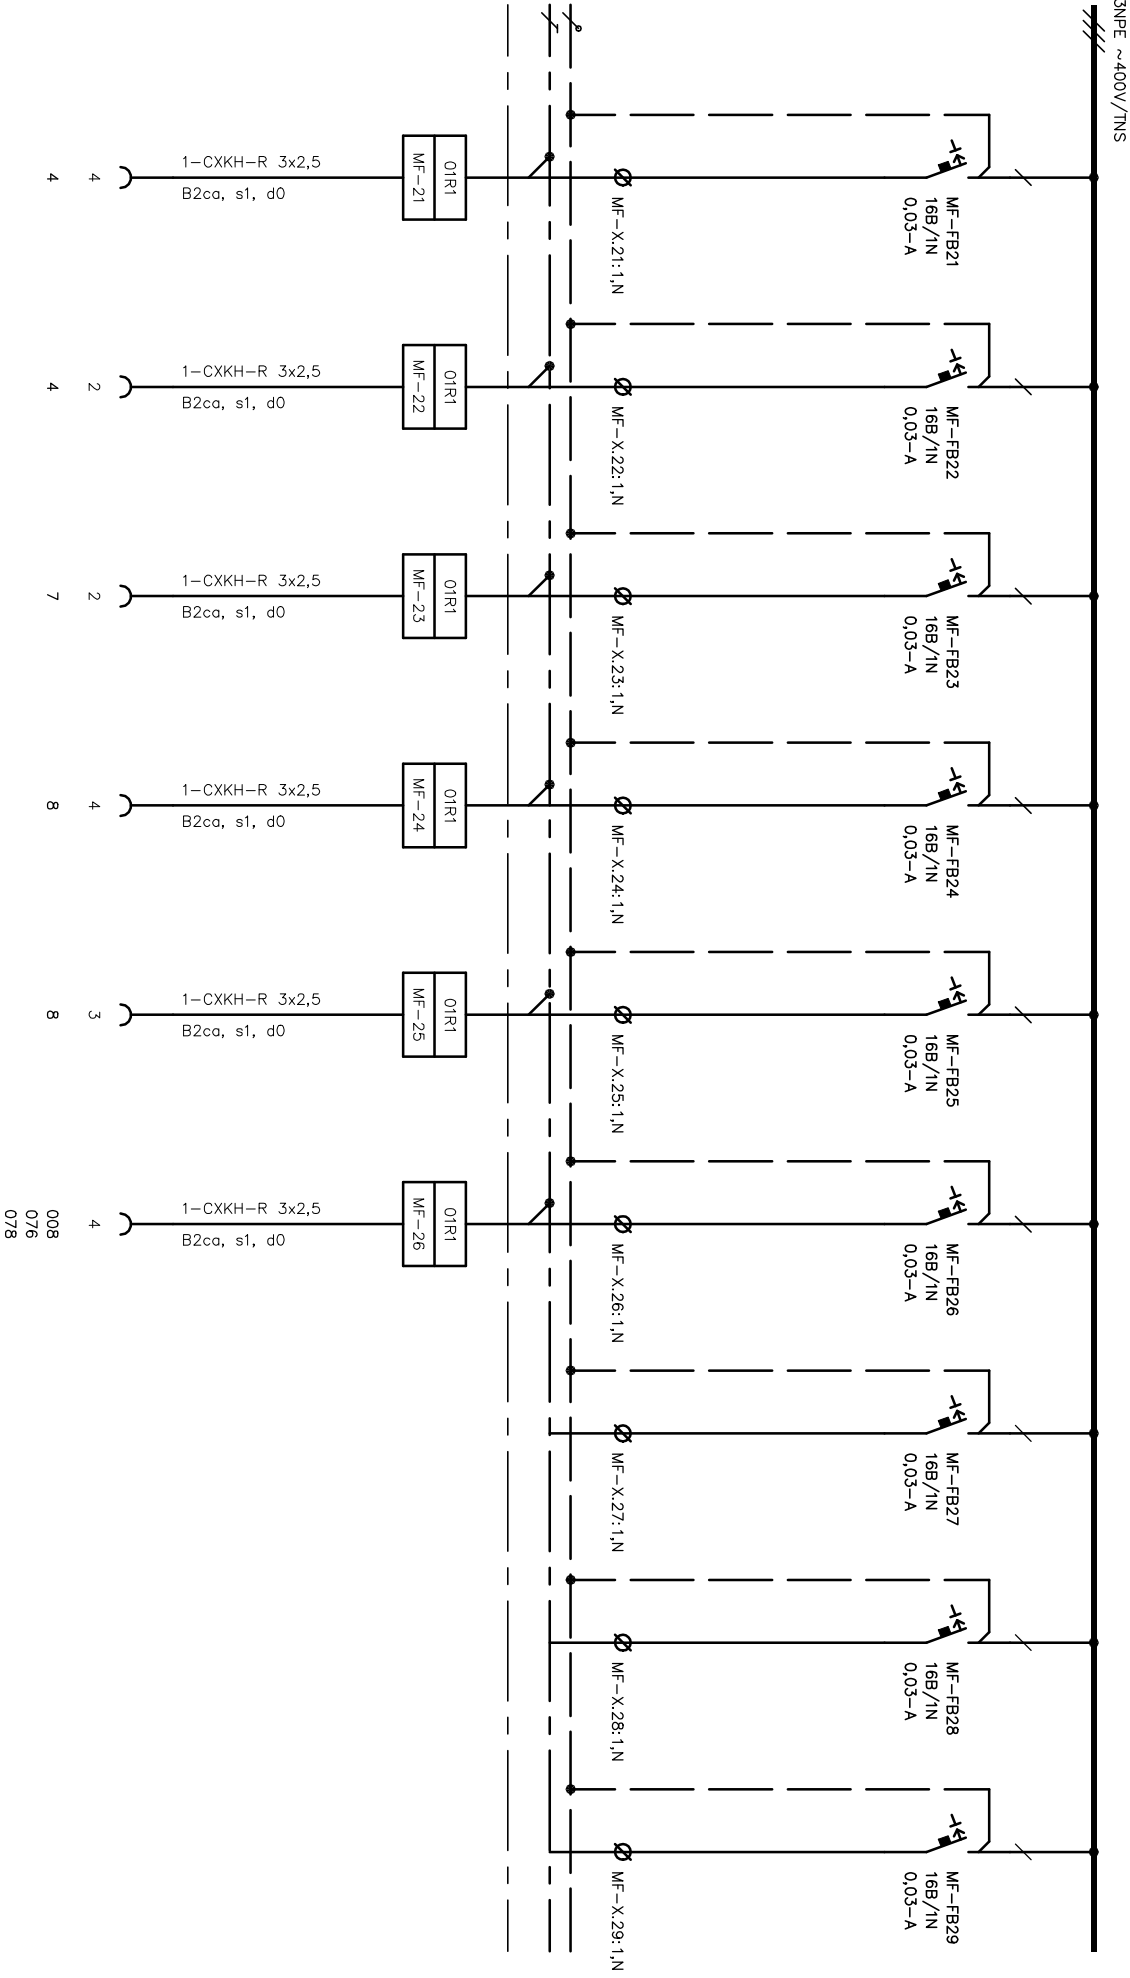 3NPE ~400V/TNS
MF-FB21
16B/1N
0,03-A
MF-X.21:1,N
01R1
MF-21
1-CXKH-R 3x2,5
B2ca, s1, d0
4
4
MF-FB22
16B/1N
0,03-A
MF-X.22:1,N
01R1
MF-22
1-CXKH-R 3x2,5
B2ca, s1, d0
2
4
MF-FB23
16B/1N
0,03-A
MF-X.23:1,N
01R1
MF-23
1-CXKH-R 3x2,5
B2ca, s1, d0
2
7
MF-FB24
16B/1N
0,03-A
MF-X.24:1,N
01R1
MF-24
1-CXKH-R 3x2,5
B2ca, s1, d0
4
8
MF-FB25
16B/1N
0,03-A
MF-X.25:1,N
01R1
MF-25
1-CXKH-R 3x2,5
B2ca, s1, d0
3
8
MF-FB26
16B/1N
0,03-A
MF-X.26:1,N
01R1
MF-26
1-CXKH-R 3x2,5
B2ca, s1, d0
4
008
076
078
MF-FB27
16B/1N
0,03-A
MF-X.27:1,N
MF-FB28
16B/1N
0,03-A
MF-X.28:1,N
MF-FB29
16B/1N
0,03-A
MF-X.29:1,N